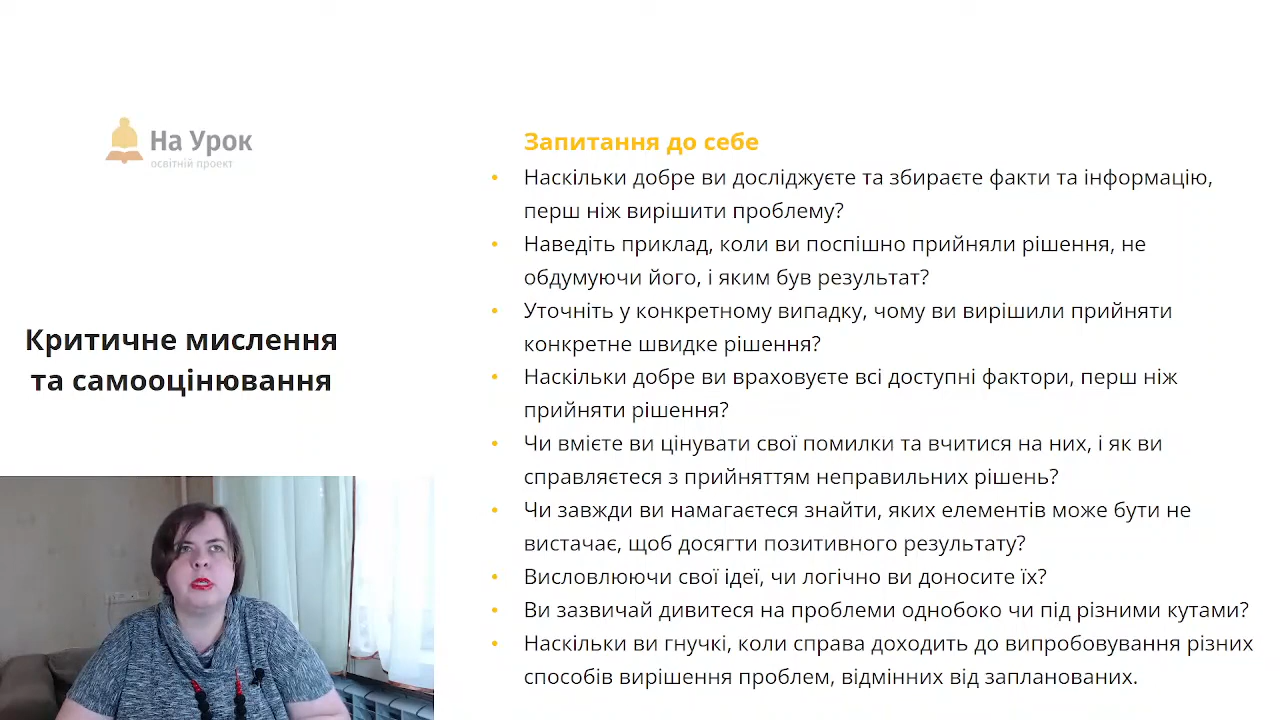 На Урок
освітній проект
Критичне мислення
та самооцінювання
Запитання до себе
• Наскільки добре ви досліджуєте та збираєте факти та інформацію,
перш ніж вирішити проблему?
• Наведіть приклад, коли ви поспішно прийняли рішення, не
обдумуючи його, і яким був результат?
• Уточніть у конкретному випадку, чому ви вирішили прийняти
конкретне швидке рішення?
• Наскільки добре ви враховуєте всі доступні фактори, перш ніж
прийняти рішення?
• Чи вмієте ви цінувати свої помилки та вчитися на них, і як ви
справляєтеся з прийняттям неправильних рішень?
• Чи завжди ви намагаєтеся знайти, яких елементів може бути не
вистачає, щоб досягти позитивного результату?
• Висловлюючи свої ідеї, чи логічно ви доносите їх?
• Ви зазвичай дивитеся на проблеми однобоко чи під різними кутами?
• Наскільки ви гнучкі, коли справа доходить до випробовування різних
способів вирішення проблем, відмінних від запланованих.